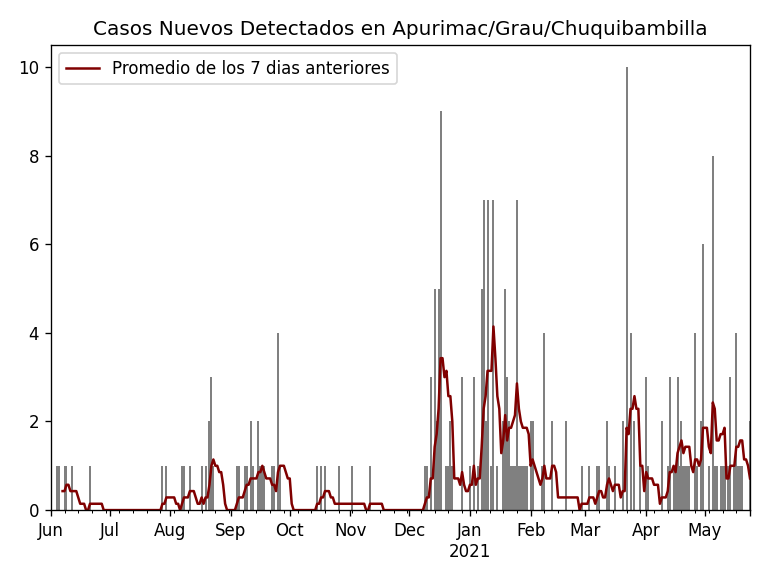 Casos Nuevos Detectados en Apurimac/Grau/Chuquibambilla
Promedio de los 7 dias anteriores
10
8
6
4
2
0
Jun Jul Aug Sep Oct Nov Dec Jan Feb Mar Apr May
2021